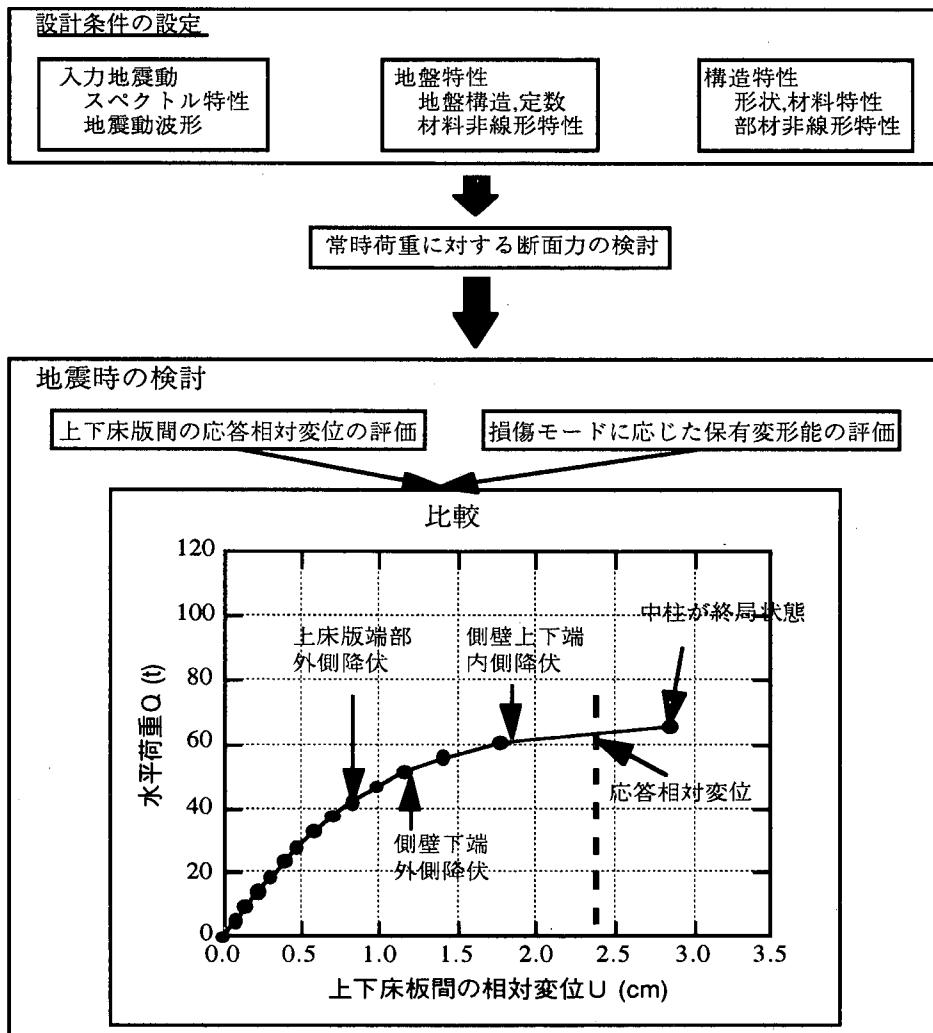 設計条件の設定
入力地震動
スペクトル特性
地震動波形
地盤特性
地盤構造,定数
材料非線形特性
構造特性
形状,材料特性
部材非線形特性
常時荷重に対する断面力の検討
地震時の検討
上下床版間の応答相対変位の評価
損傷モードに応じた保有変形能の評価
比較
120
100
80
60
40
20
0
水平荷重Q (t)
上床版端部
外側降伏
側壁上下端
内側降伏
中柱が終局状態
応答相対変位
側壁下端
外側降伏
0.0 0.5 1.0 1.5 2.0 2.5 3.0 3.5
上下床板間の相対変位U (cm)